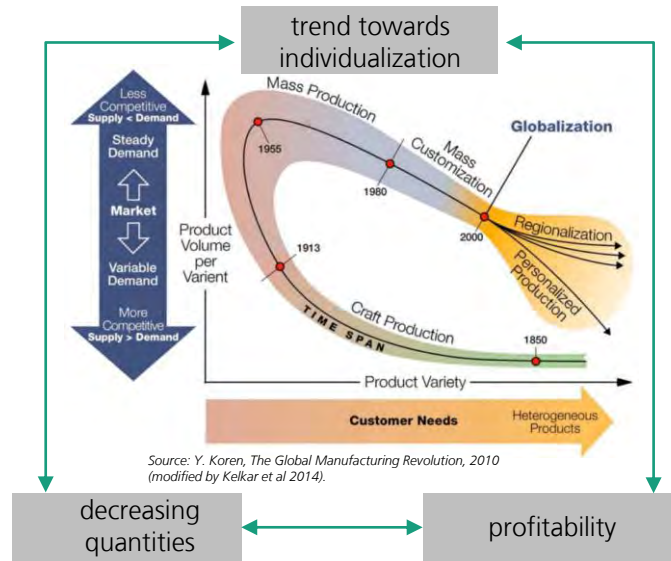 trend towards
individualization
Less
Competitive
Supply < Demand
Steady
Demand
Market
Variable
Demand
More
Competitive
Supply > Demand
Product
Volume
per
Varient
Mass Production
1955
1980
Mass
Customization
Globalization
2000
Regionalization
Personalized
Production
1913
TIME SPAN
Craft Production
1850
Product Variety
Customer Needs
Heterogeneous
Products
Source: Y. Koren, The Global Manufacturing Revolution, 2010
(modified by Kelkar et al 2014).
decreasing
quantities
profitability